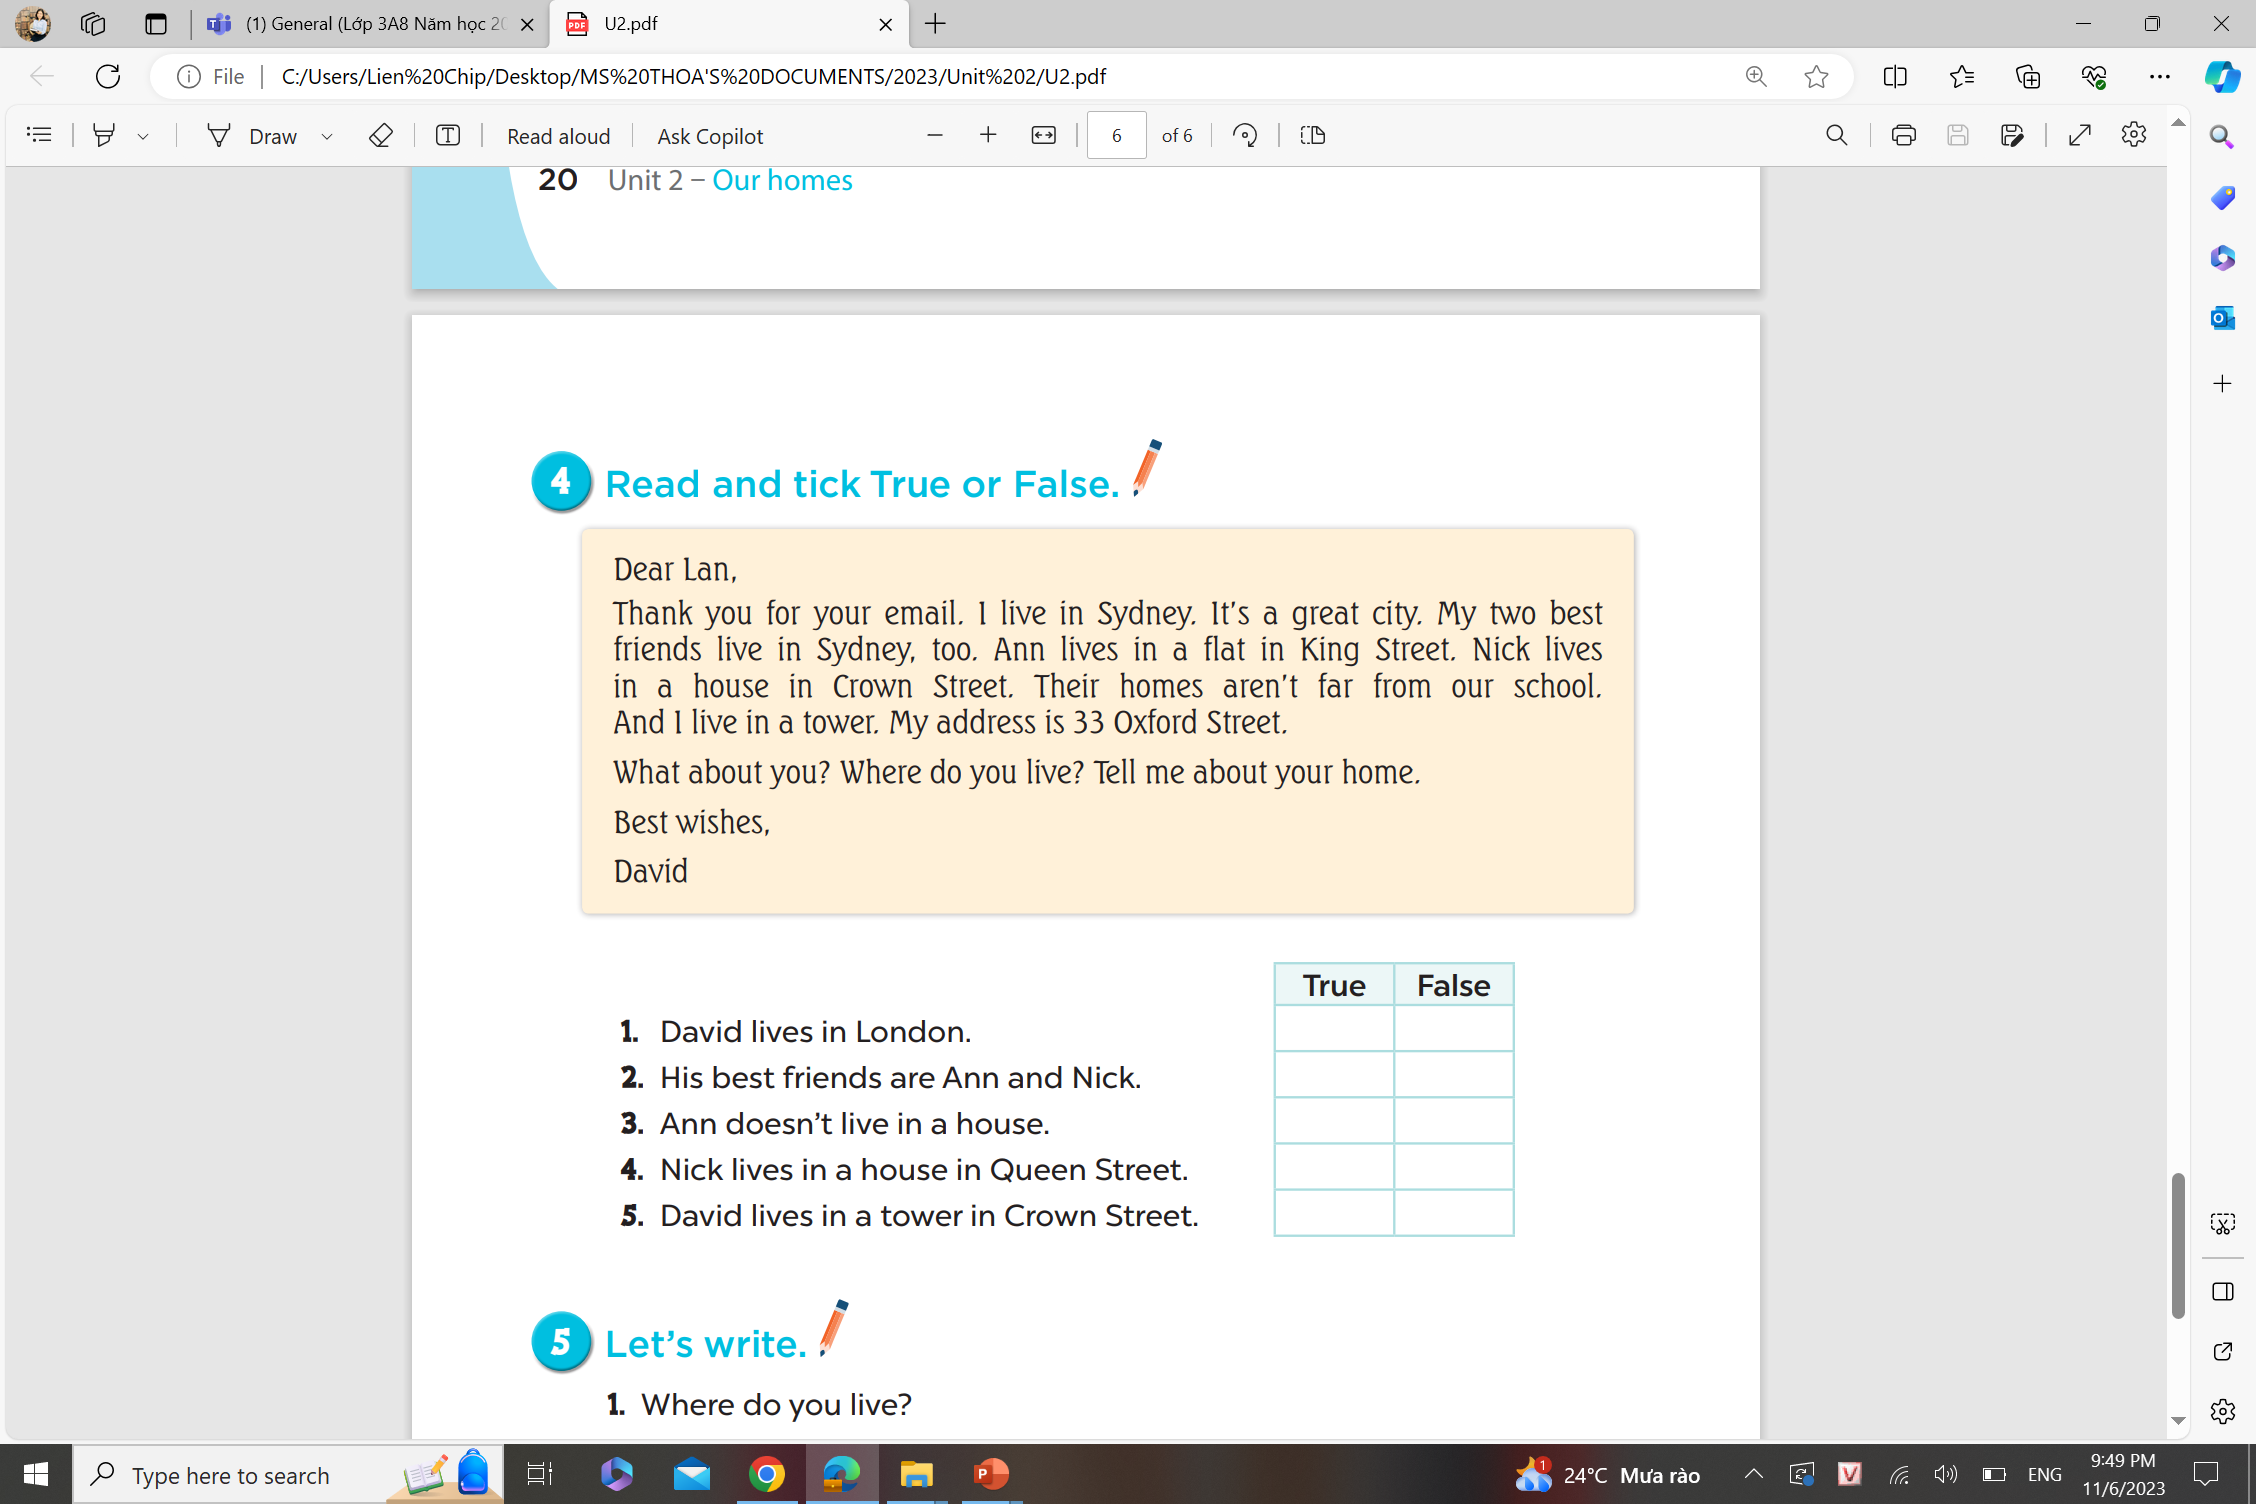 (1) General (Lớp 3A8 Năm học 20
U2.pdf
File
C:/Users/Lien%20Chip/Desktop/MS%20THOA'S%20DOCUMENTS/2023/Unit%202/U2.pdf
Draw
Read aloud
Ask Copilot
6 of 6
20 Unit 2 – Our homes
4 Read and tick True or False.
Dear Lan,
Thank you for your email. I live in Sydney. It's a great city. My two best
friends live in Sydney, too. Ann lives in a flat in King Street. Nick lives
in a house in Crown Street. Their homes aren't far from our school.
And I live in a tower. My address is 33 Oxford Street.
What about you? Where do you live? Tell me about your home.
Best wishes,
David
True False
1. David lives in London.
2. His best friends are Ann and Nick.
3. Ann doesn't live in a house.
4. Nick lives in a house in Queen Street.
5. David lives in a tower in Crown Street.
5 Let's write.
1. Where do you live?
Type here to search
24°C Mưa rào
ENG
9:49 PM
11/6/2023